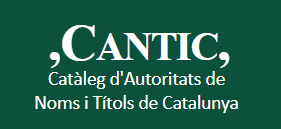 ,CANTIC,
Catàleg d'Autoritats de
Noms i Títols de Catalunya